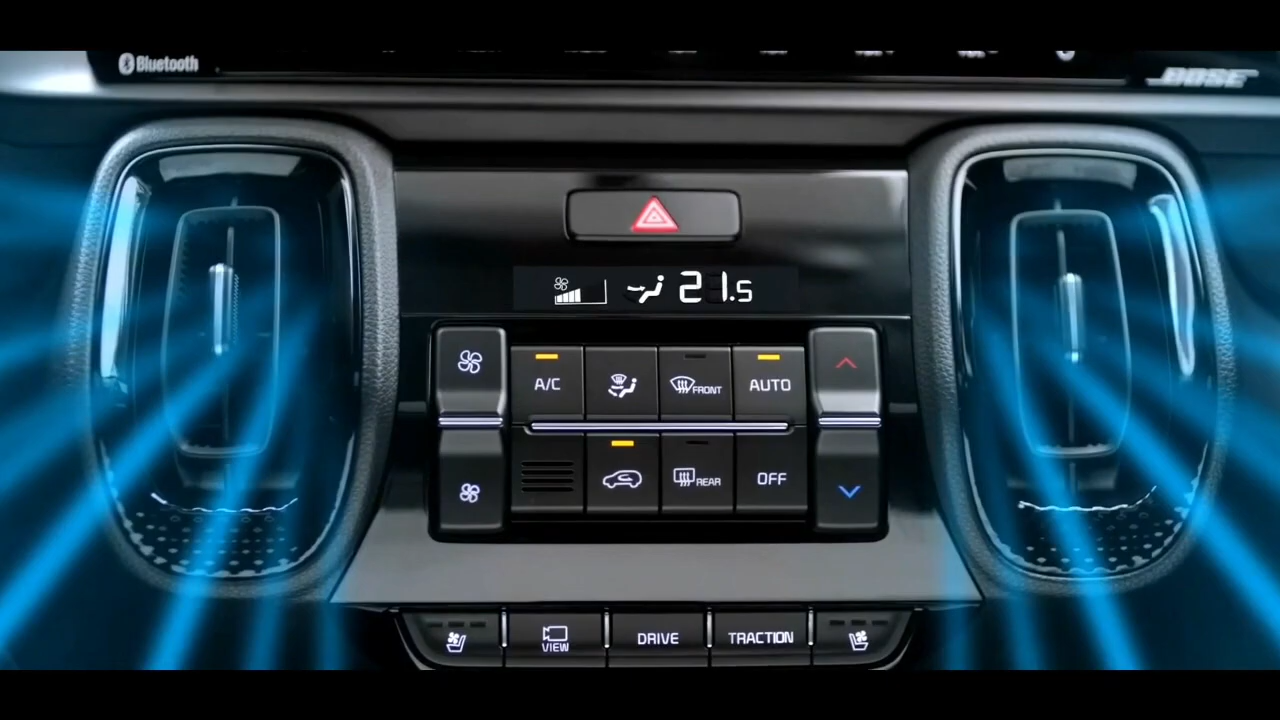 Bluetooth
BOSE
21.5
A/C
FRONT
AUTO
REAR
OFF
VIEW
DRIVE
TRACTION